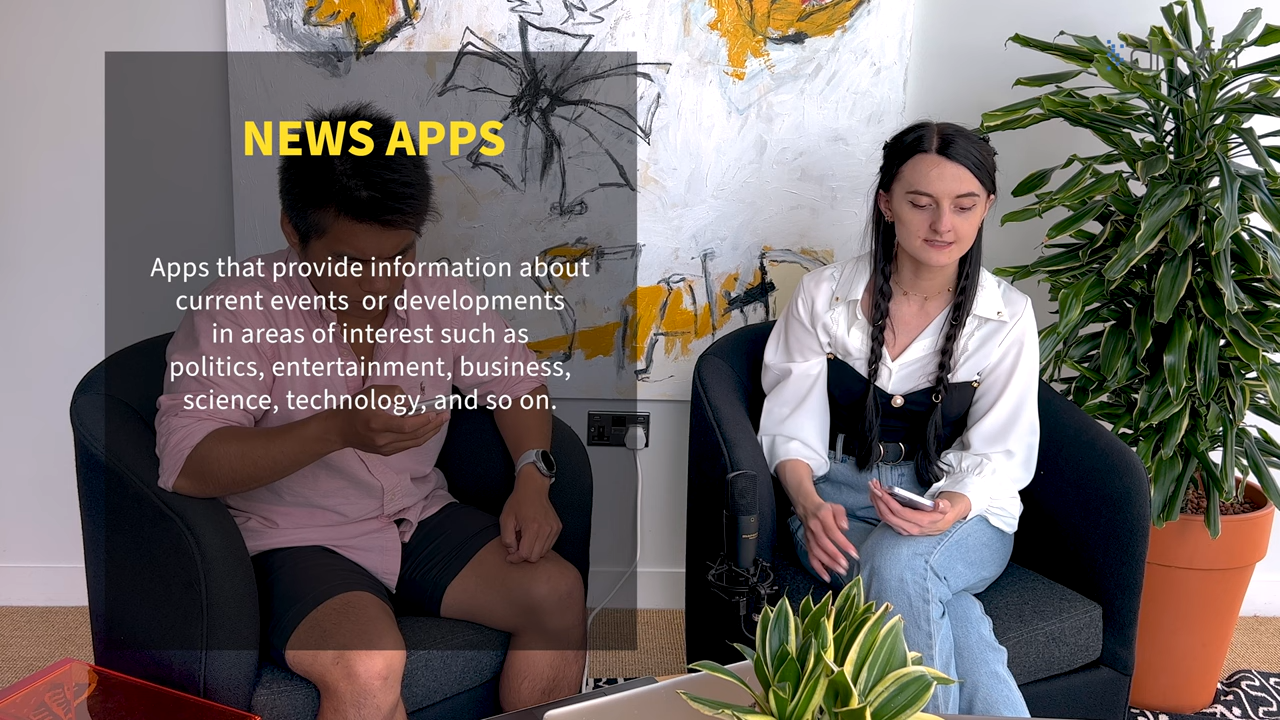 NEWS APPS
Apps that provide information about
current events  or developments
in areas of interest such as
politics, entertainment, business,
science, technology, and so on.